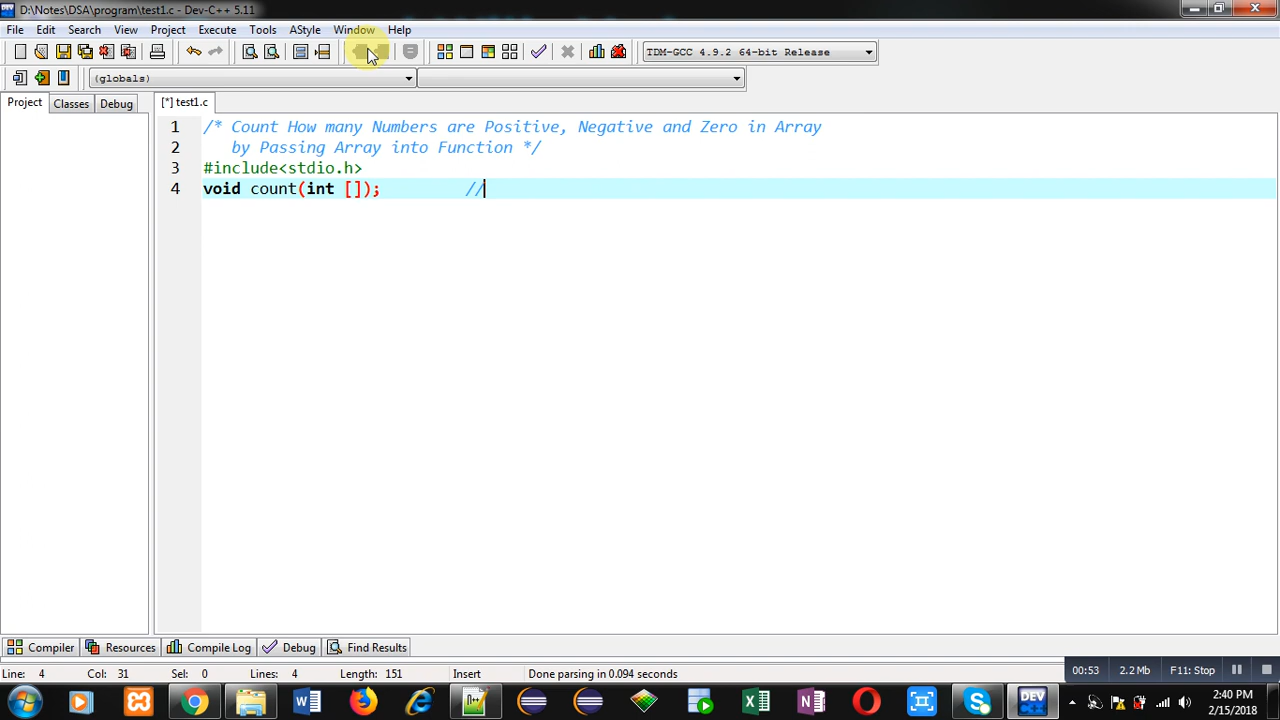 D:\Notes\DSA\program\test1.c - Dev-C++ 5.11
File Edit Search View Project Execute Tools AStyle Window Help
TDM-GCC 4.9.2 64-bit Release
(globals)
Project Classes Debug
[*] test1.c
1 /* Count How many Numbers are Positive, Negative and Zero in Array
2 by Passing Array into Function */
3 #include<stdio.h>
4 void count(int []); //
Compiler Resources Compile Log Debug Find Results
Line: 4 Col: 31 Sel: 0 Lines: 4 Length: 151 Insert Done parsing in 0.094 seconds
00:53 2.2 Mb F11: Stop
DEV
2:40 PM
2/15/2018